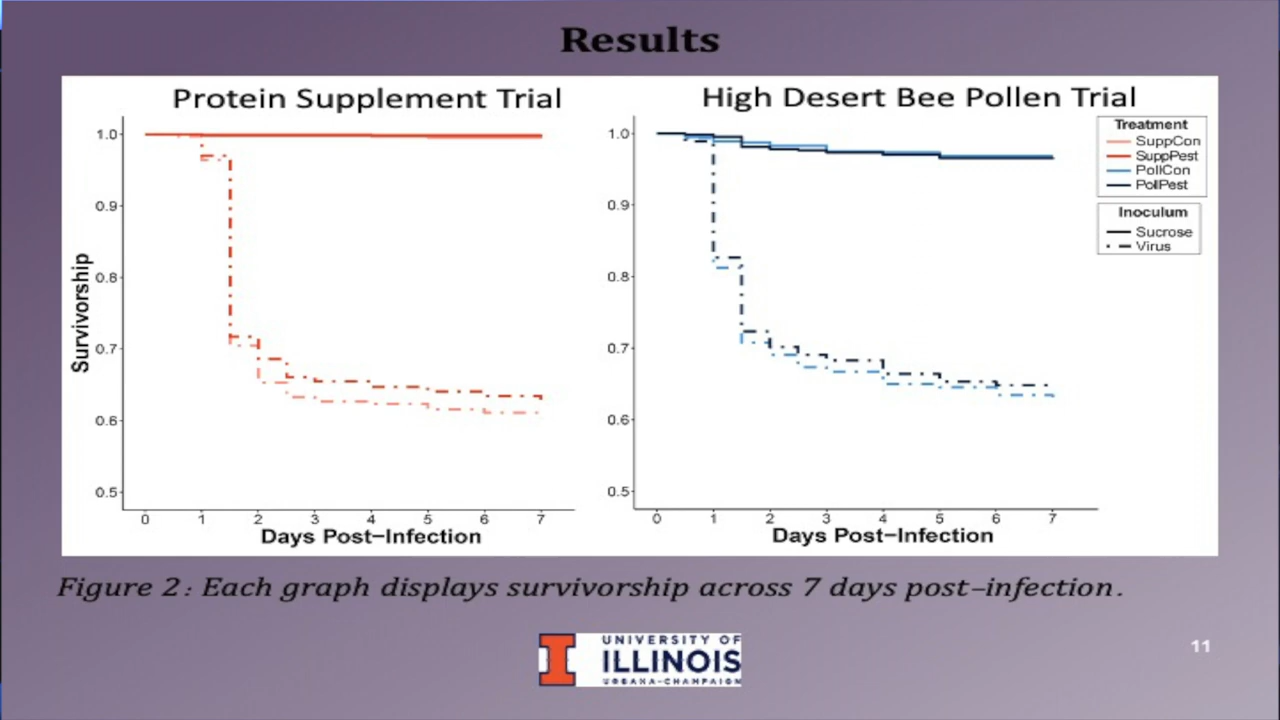 Results
Protein Supplement Trial
High Desert Bee Pollen Trial
Survivorship
1.0
0.9
0.8
0.7
0.6
0.5
0 1 2 3 4 5 6 7
Days Post-Infection
1.0
0.9
0.8
0.7
0.6
0.5
0 1 2 3 4 5 6 7
Days Post-Infection
Treatment
SuppCon
SuppPest
PollCon
PollPest
Inoculum
Sucrose
Virus
Figure 2: Each graph displays survivorship across 7 days post-infection.
UNIVERSITY OF
ILLINOIS
URBANA-CHAMPAIGN
11